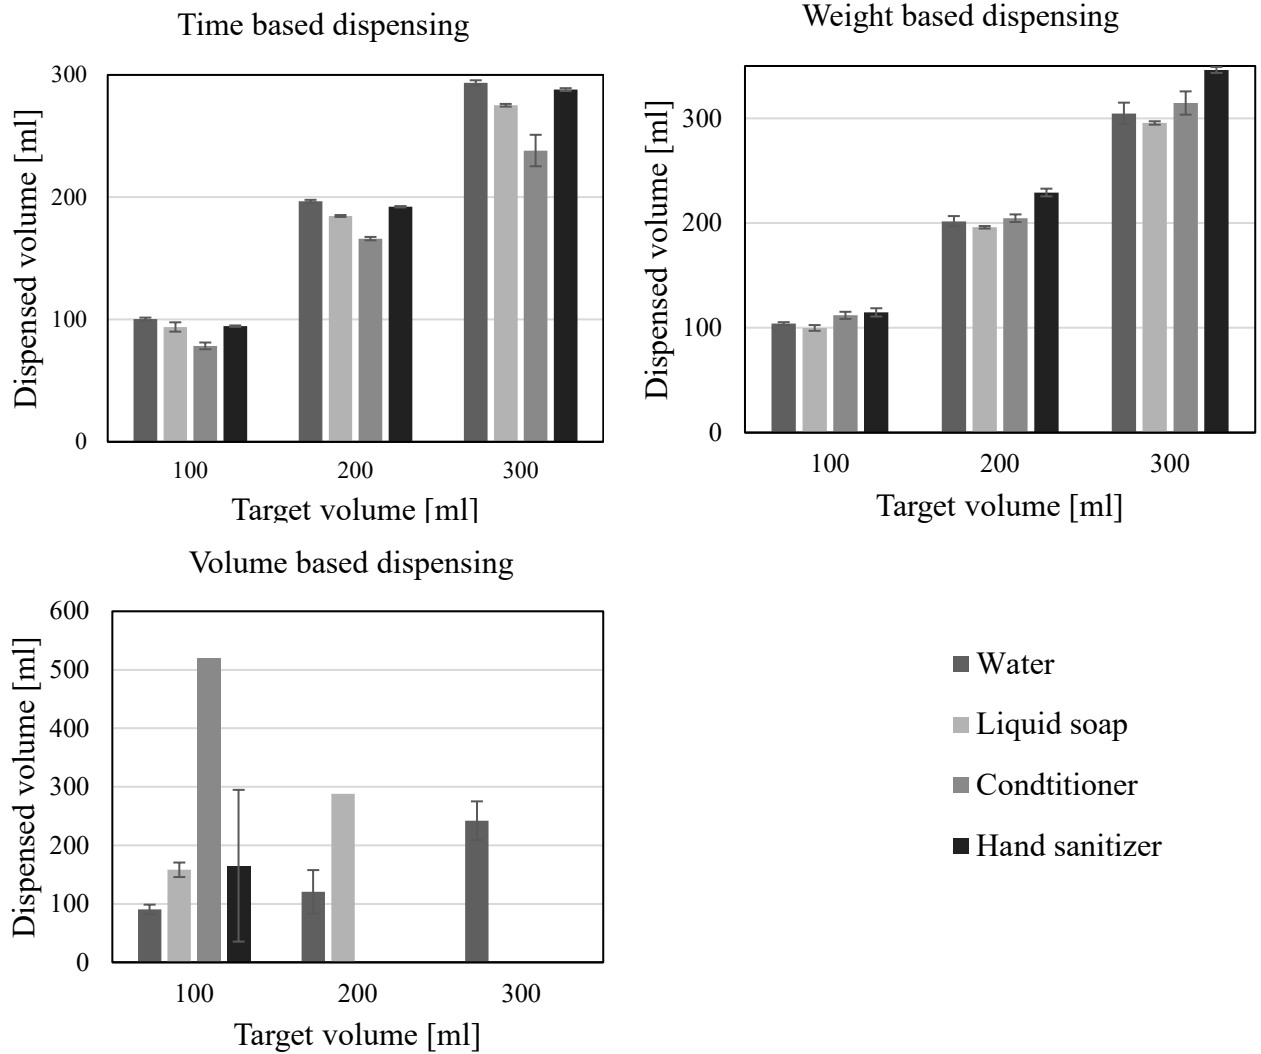 Time based dispensing
Dispensed volume [ml]
300
200
100
0
100 200 300
Target volume [ml]
Weight based dispensing
Dispensed volume [ml]
300
200
100
0
100 200 300
Target volume [ml]
Volume based dispensing
Dispensed volume [ml]
600
500
400
300
200
100
0
100 200 300
Target volume [ml]
Water
Liquid soap
Condtitioner
Hand sanitizer